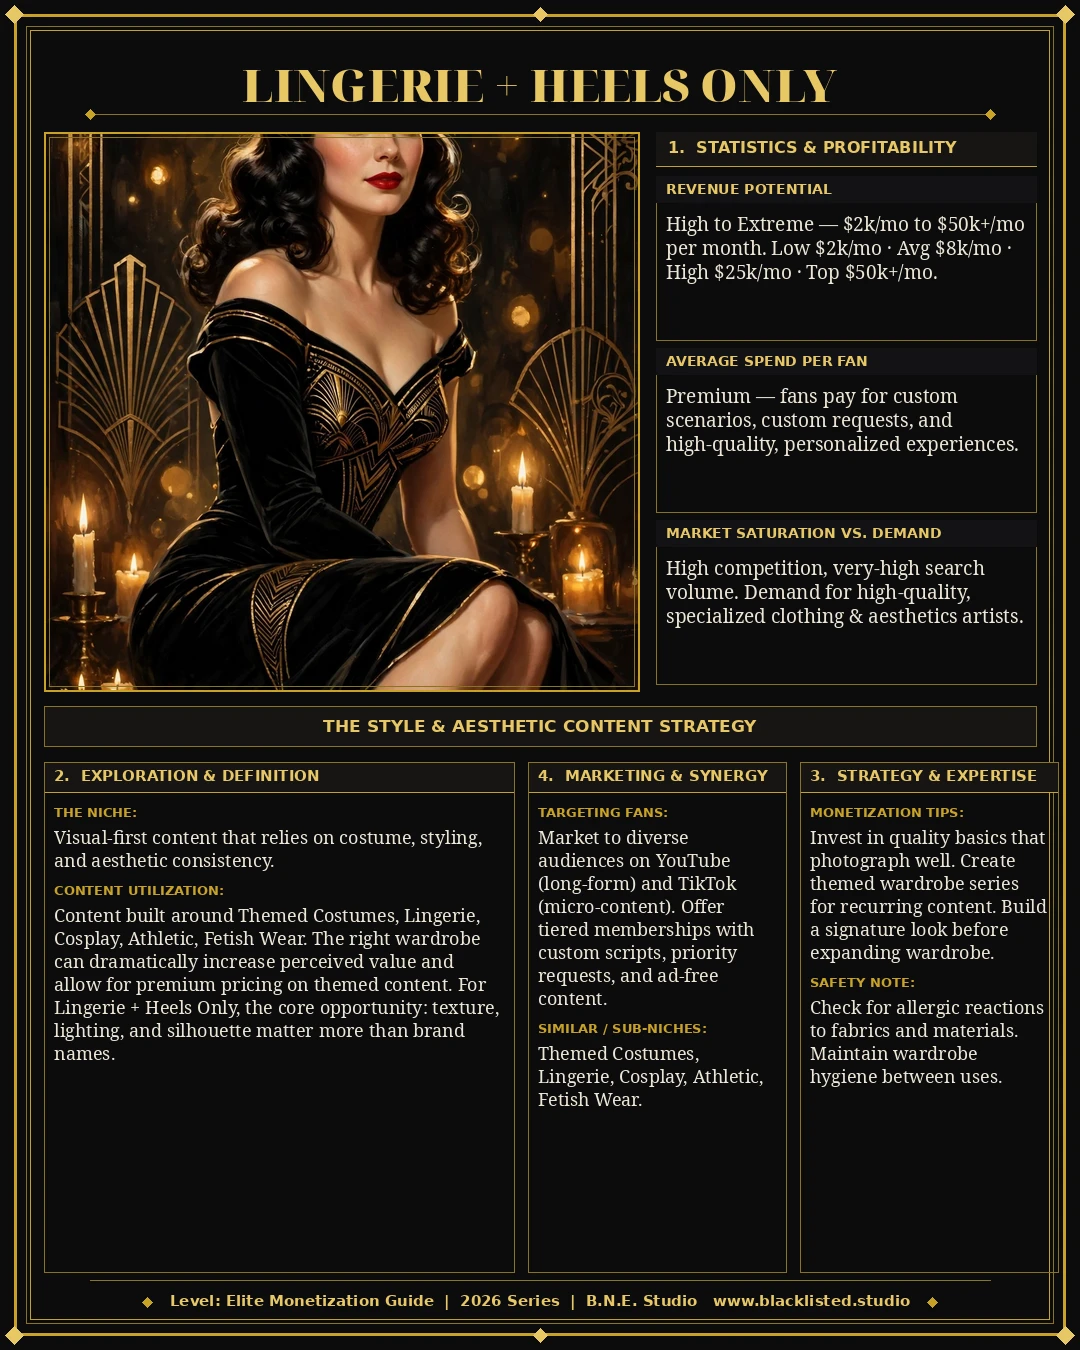 LINGERIE + HEELS ONLY
1. STATISTICS & PROFITABILITY
REVENUE POTENTIAL
High to Extreme — $2k/mo to $50k+/mo
per month. Low $2k/mo · Avg $8k/mo ·
High $25k/mo · Top $50k+/mo.
AVERAGE SPEND PER FAN
Premium — fans pay for custom
scenarios, custom requests, and
high-quality, personalized experiences.
MARKET SATURATION VS. DEMAND
High competition, very-high search
volume. Demand for high-quality,
specialized clothing & aesthetics artists.
THE STYLE & AESTHETIC CONTENT STRATEGY
2. EXPLORATION & DEFINITION
THE NICHE:
Visual-first content that relies on costume, styling,
and aesthetic consistency.
CONTENT UTILIZATION:
Content built around Themed Costumes, Lingerie,
Cosplay, Athletic, Fetish Wear. The right wardrobe
can dramatically increase perceived value and
allow for premium pricing on themed content. For
Lingerie + Heels Only, the core opportunity: texture,
lighting, and silhouette matter more than brand
names.
4. MARKETING & SYNERGY
TARGETING FANS:
Market to diverse
audiences on YouTube
(long-form) and TikTok
(micro-content). Offer
tiered memberships with
custom scripts, priority
requests, and ad-free
content.
SIMILAR / SUB-NICHES:
Themed Costumes,
Lingerie, Cosplay, Athletic,
Fetish Wear.
3. STRATEGY & EXPERTISE
MONETIZATION TIPS:
Invest in quality basics that
photograph well. Create
themed wardrobe series
for recurring content. Build
a signature look before
expanding wardrobe.
SAFETY NOTE:
Check for allergic reactions
to fabrics and materials.
Maintain wardrobe
hygiene between uses.
Level: Elite Monetization Guide | 2026 Series | B.N.E. Studio www.blacklisted.studio